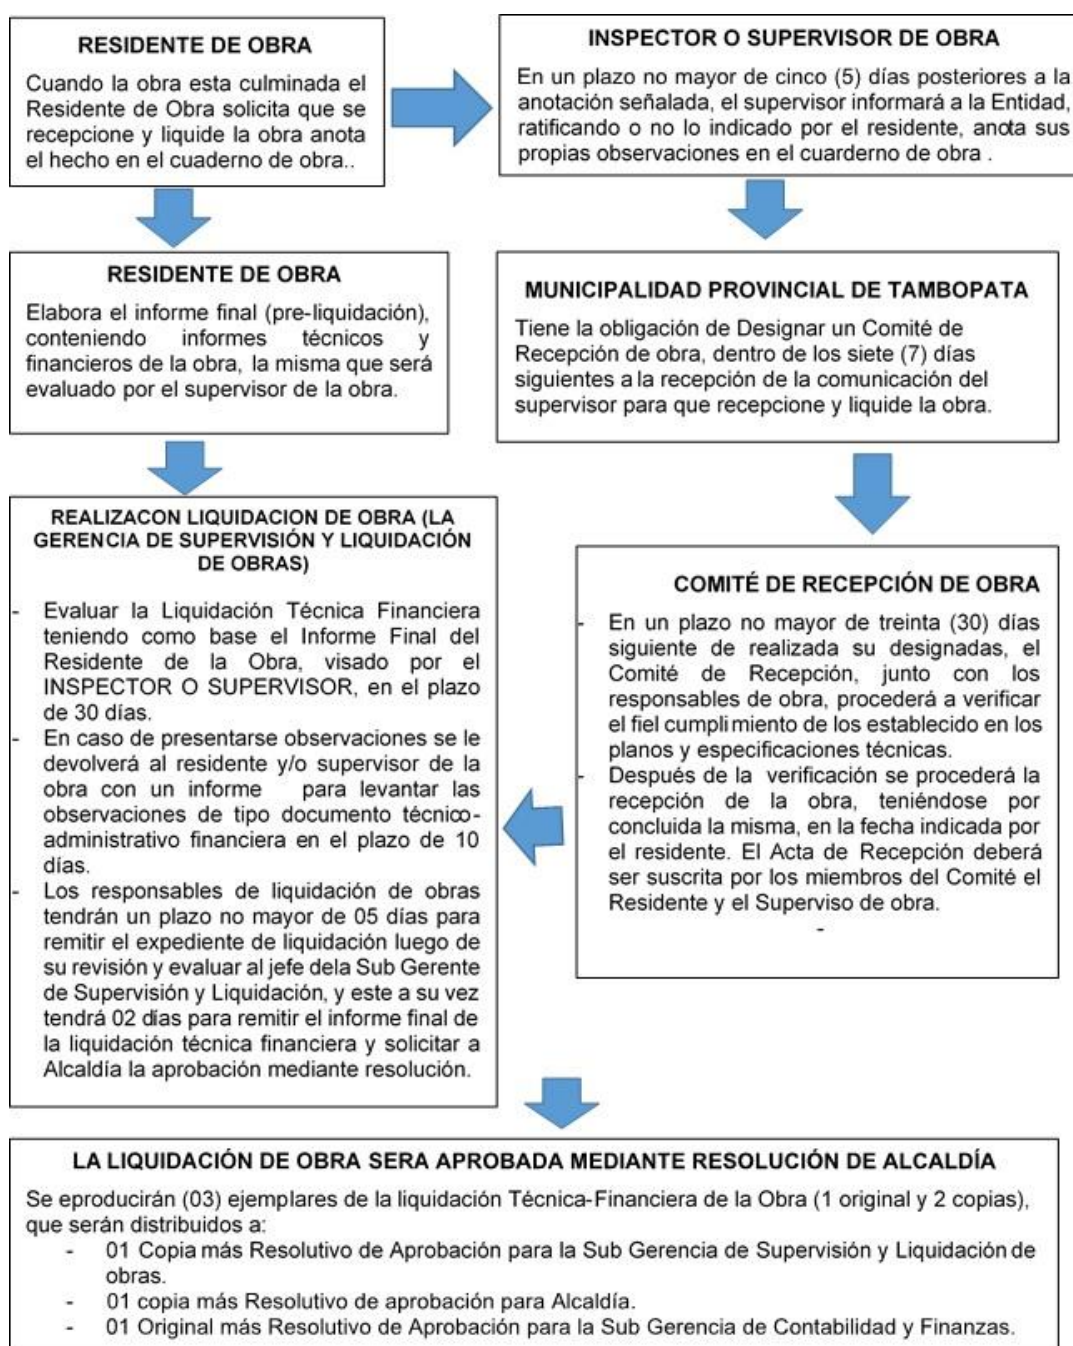 RESIDENTE DE OBRA
Cuando la obra esta culminada el
Residente de Obra solicita que se
recepcione y liquide la obra anota
el hecho en el cuaderno de obra..
INSPECTOR O SUPERVISOR DE OBRA
En un plazo no mayor de cinco (5) días posteriores a la
anotación señalada, el supervisor informará a la Entidad,
ratificando o no lo indicado por el residente, anota sus
propias observaciones en el cuarderno de obra .
RESIDENTE DE OBRA
Elabora el informe final (pre-liquidación),
conteniendo informes técnicos y
financieros de la obra, la misma que será
evaluado por el supervisor de la obra.
MUNICIPALIDAD PROVINCIAL DE TAMBOPATA
Tiene la obligación de Designar un Comité de
Recepción de obra, dentro de los siete (7) días
siguientes a la recepción de la comunicación del
supervisor para que recepcione y liquide la obra.
REALIZACON LIQUIDACION DE OBRA (LA
GERENCIA DE SUPERVISIÓN Y LIQUIDACIÓN
DE OBRAS)
- Evaluar la Liquidación Técnica Financiera
teniendo como base el Informe Final del
Residente de la Obra, visado por el
INSPECTOR O SUPERVISOR, en el plazo
de 30 días.
- En caso de presentarse observaciones se le
devolverá al residente y/o supervisor de la
obra con un informe para levantar las
observaciones de tipo documento técnico-
administrativo financiera en el plazo de 10
días.
- Los responsables de liquidación de obras
tendrán un plazo no mayor de 05 días para
remitir el expediente de liquidación luego de
su revisión y evaluar al jefe dela Sub Gerente
de Supervisión y Liquidación, y este a su vez
tendrá 02 días para remitir el informe final de
la liquidación técnica financiera y solicitar a
Alcaldía la aprobación mediante resolución.
COMITÉ DE RECEPCIÓN DE OBRA
- En un plazo no mayor de treinta (30) días
siguiente de realizada su designadas, el
Comité de Recepción, junto con los
responsables de obra, procederá a verificar
el fiel cumplimiento de los establecido en los
planos y especificaciones técnicas.
- Después de la verificación se procederá la
recepción de la obra, teniéndose por
concluida la misma, en la fecha indicada por
el residente. El Acta de Recepción deberá
ser suscrita por los miembros del Comité el
Residente y el Superviso de obra.
-
LA LIQUIDACIÓN DE OBRA SERA APROBADA MEDIANTE RESOLUCIÓN DE ALCALDÍA
Se eproducirán (03) ejemplares de la liquidación Técnica-Financiera de la Obra (1 original y 2 copias),
que serán distribuidos a:
- 01 Copia más Resolutivo de Aprobación para la Sub Gerencia de Supervisión y Liquidación de
obras.
- 01 copia más Resolutivo de aprobación para Alcaldía.
- 01 Original más Resolutivo de Aprobación para la Sub Gerencia de Contabilidad y Finanzas.